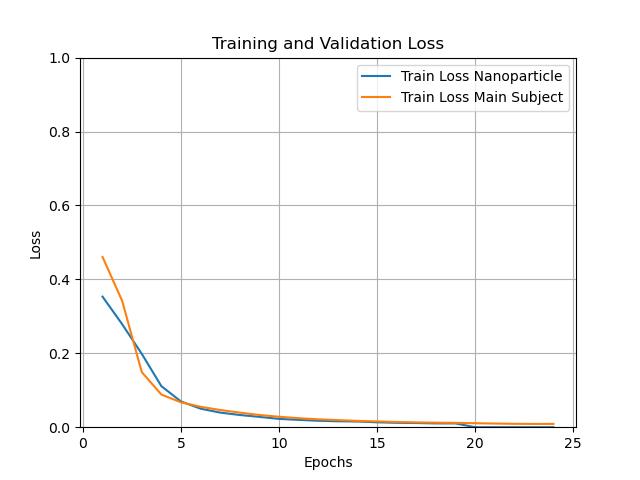 Training and Validation Loss
1.0
0.8
0.6
0.4
0.2
0.0
Loss
Train Loss Nanoparticle
Train Loss Main Subject
0 5 10 15 20 25
Epochs